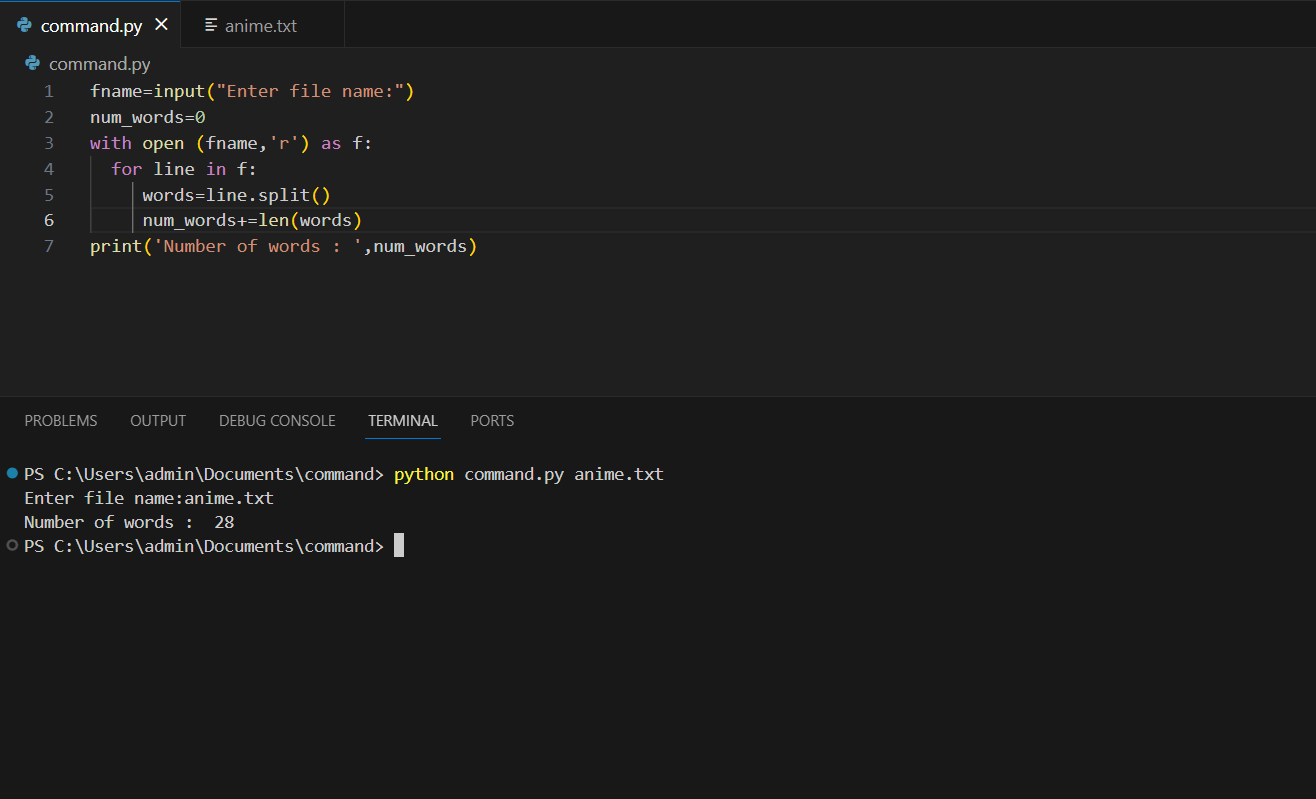 command.py
anime.txt
command.py
1 fname=input("Enter file name:")
2 num_words=0
3 with open (fname,'r') as f:
4   for line in f:
5      words=line.split()
6      num_words+=len(words)
7 print('Number of words : ',num_words)
PROBLEMS OUTPUT DEBUG CONSOLE TERMINAL PORTS
PS C:\Users\admin\Documents\command> python command.py anime.txt
Enter file name:anime.txt
Number of words :  28
PS C:\Users\admin\Documents\command>